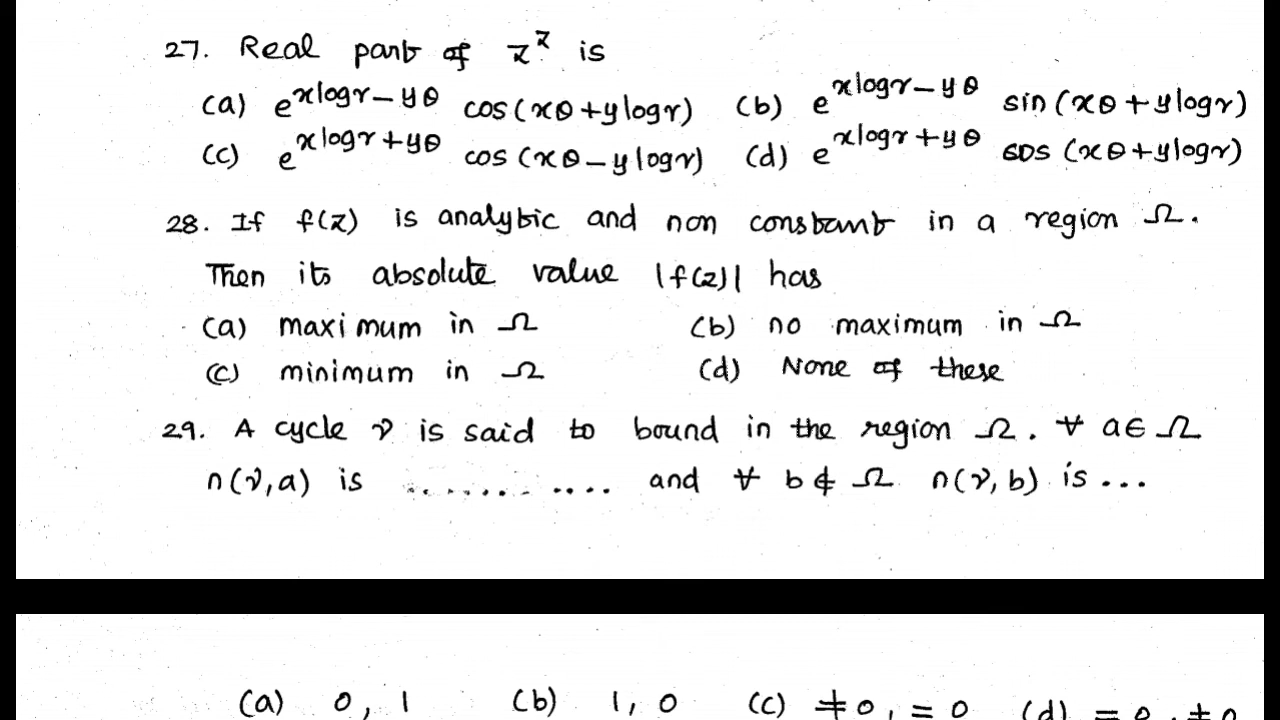 27. Real part of z^z is
(a) e^{x log r − yθ} cos(xθ + y log r) (b) e^{x log r − yθ} sin(xθ + y log r)
(c) e^{x log r + yθ} cos(xθ − y log r) (d) e^{x log r + yθ} cos(xθ + y log r)
28. If f(z) is analytic and non constant in a region Ω.
Then its absolute value |f(z)| has
(a) maximum in Ω (b) no maximum in Ω
(c) minimum in Ω (d) None of these
29. A cycle γ is said to bound in the region Ω. ∀ a ∈ Ω
n(γ, a) is ............ and ∀ b ∉ Ω n(γ, b) is ...
(a) 0, 1 (b) 1, 0 (c) ≠0, = 0 (d) = 0, ≠0